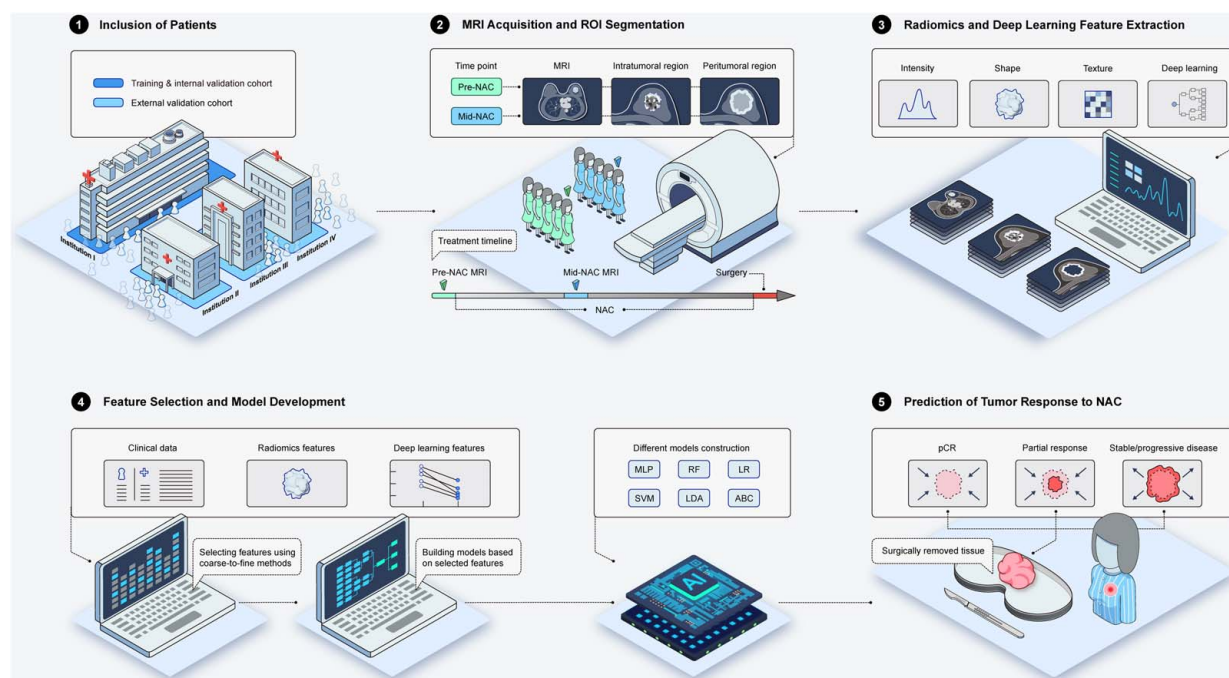 1 Inclusion of Patients
Training & internal validation cohort
External validation cohort
Institution I
Institution II
Institution III
Institution IV
2 MRI Acquisition and ROI Segmentation
Time point
MRI
Intratumoral region
Peritumoral region
Pre-NAC
Mid-NAC
Treatment timeline
Pre-NAC MRI
Mid-NAC MRI
Surgery
NAC
3 Radiomics and Deep Learning Feature Extraction
Intensity
Shape
Texture
Deep learning
4 Feature Selection and Model Development
Clinical data
Radiomics features
Deep learning features
Selecting features using
coarse-to-fine methods
Building models based
on selected features
Different models construction
MLP
RF
LR
SVM
LDA
ABC
AI
5 Prediction of Tumor Response to NAC
pCR
Partial response
Stable/progressive disease
Surgically removed tissue